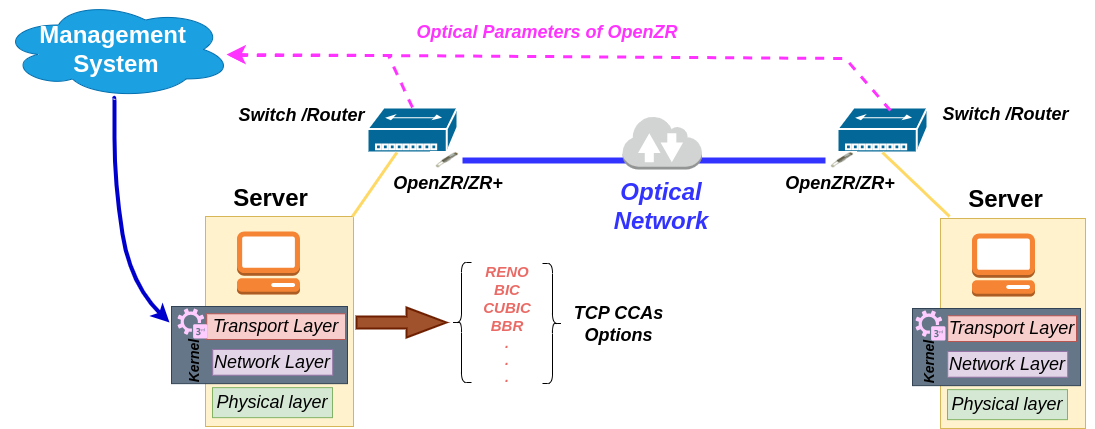 Optical Parameters of OpenZR
Management
System
Switch /Router
Switch /Router
OpenZR/ZR+
OpenZR/ZR+
Optical
Network
Server
Server
RENO
BIC
CUBIC
BBR
.
.
.
TCP CCAs
Options
Kernel
Transport Layer
Network Layer
Physical layer
Kernel
Transport Layer
Network Layer
Physical layer